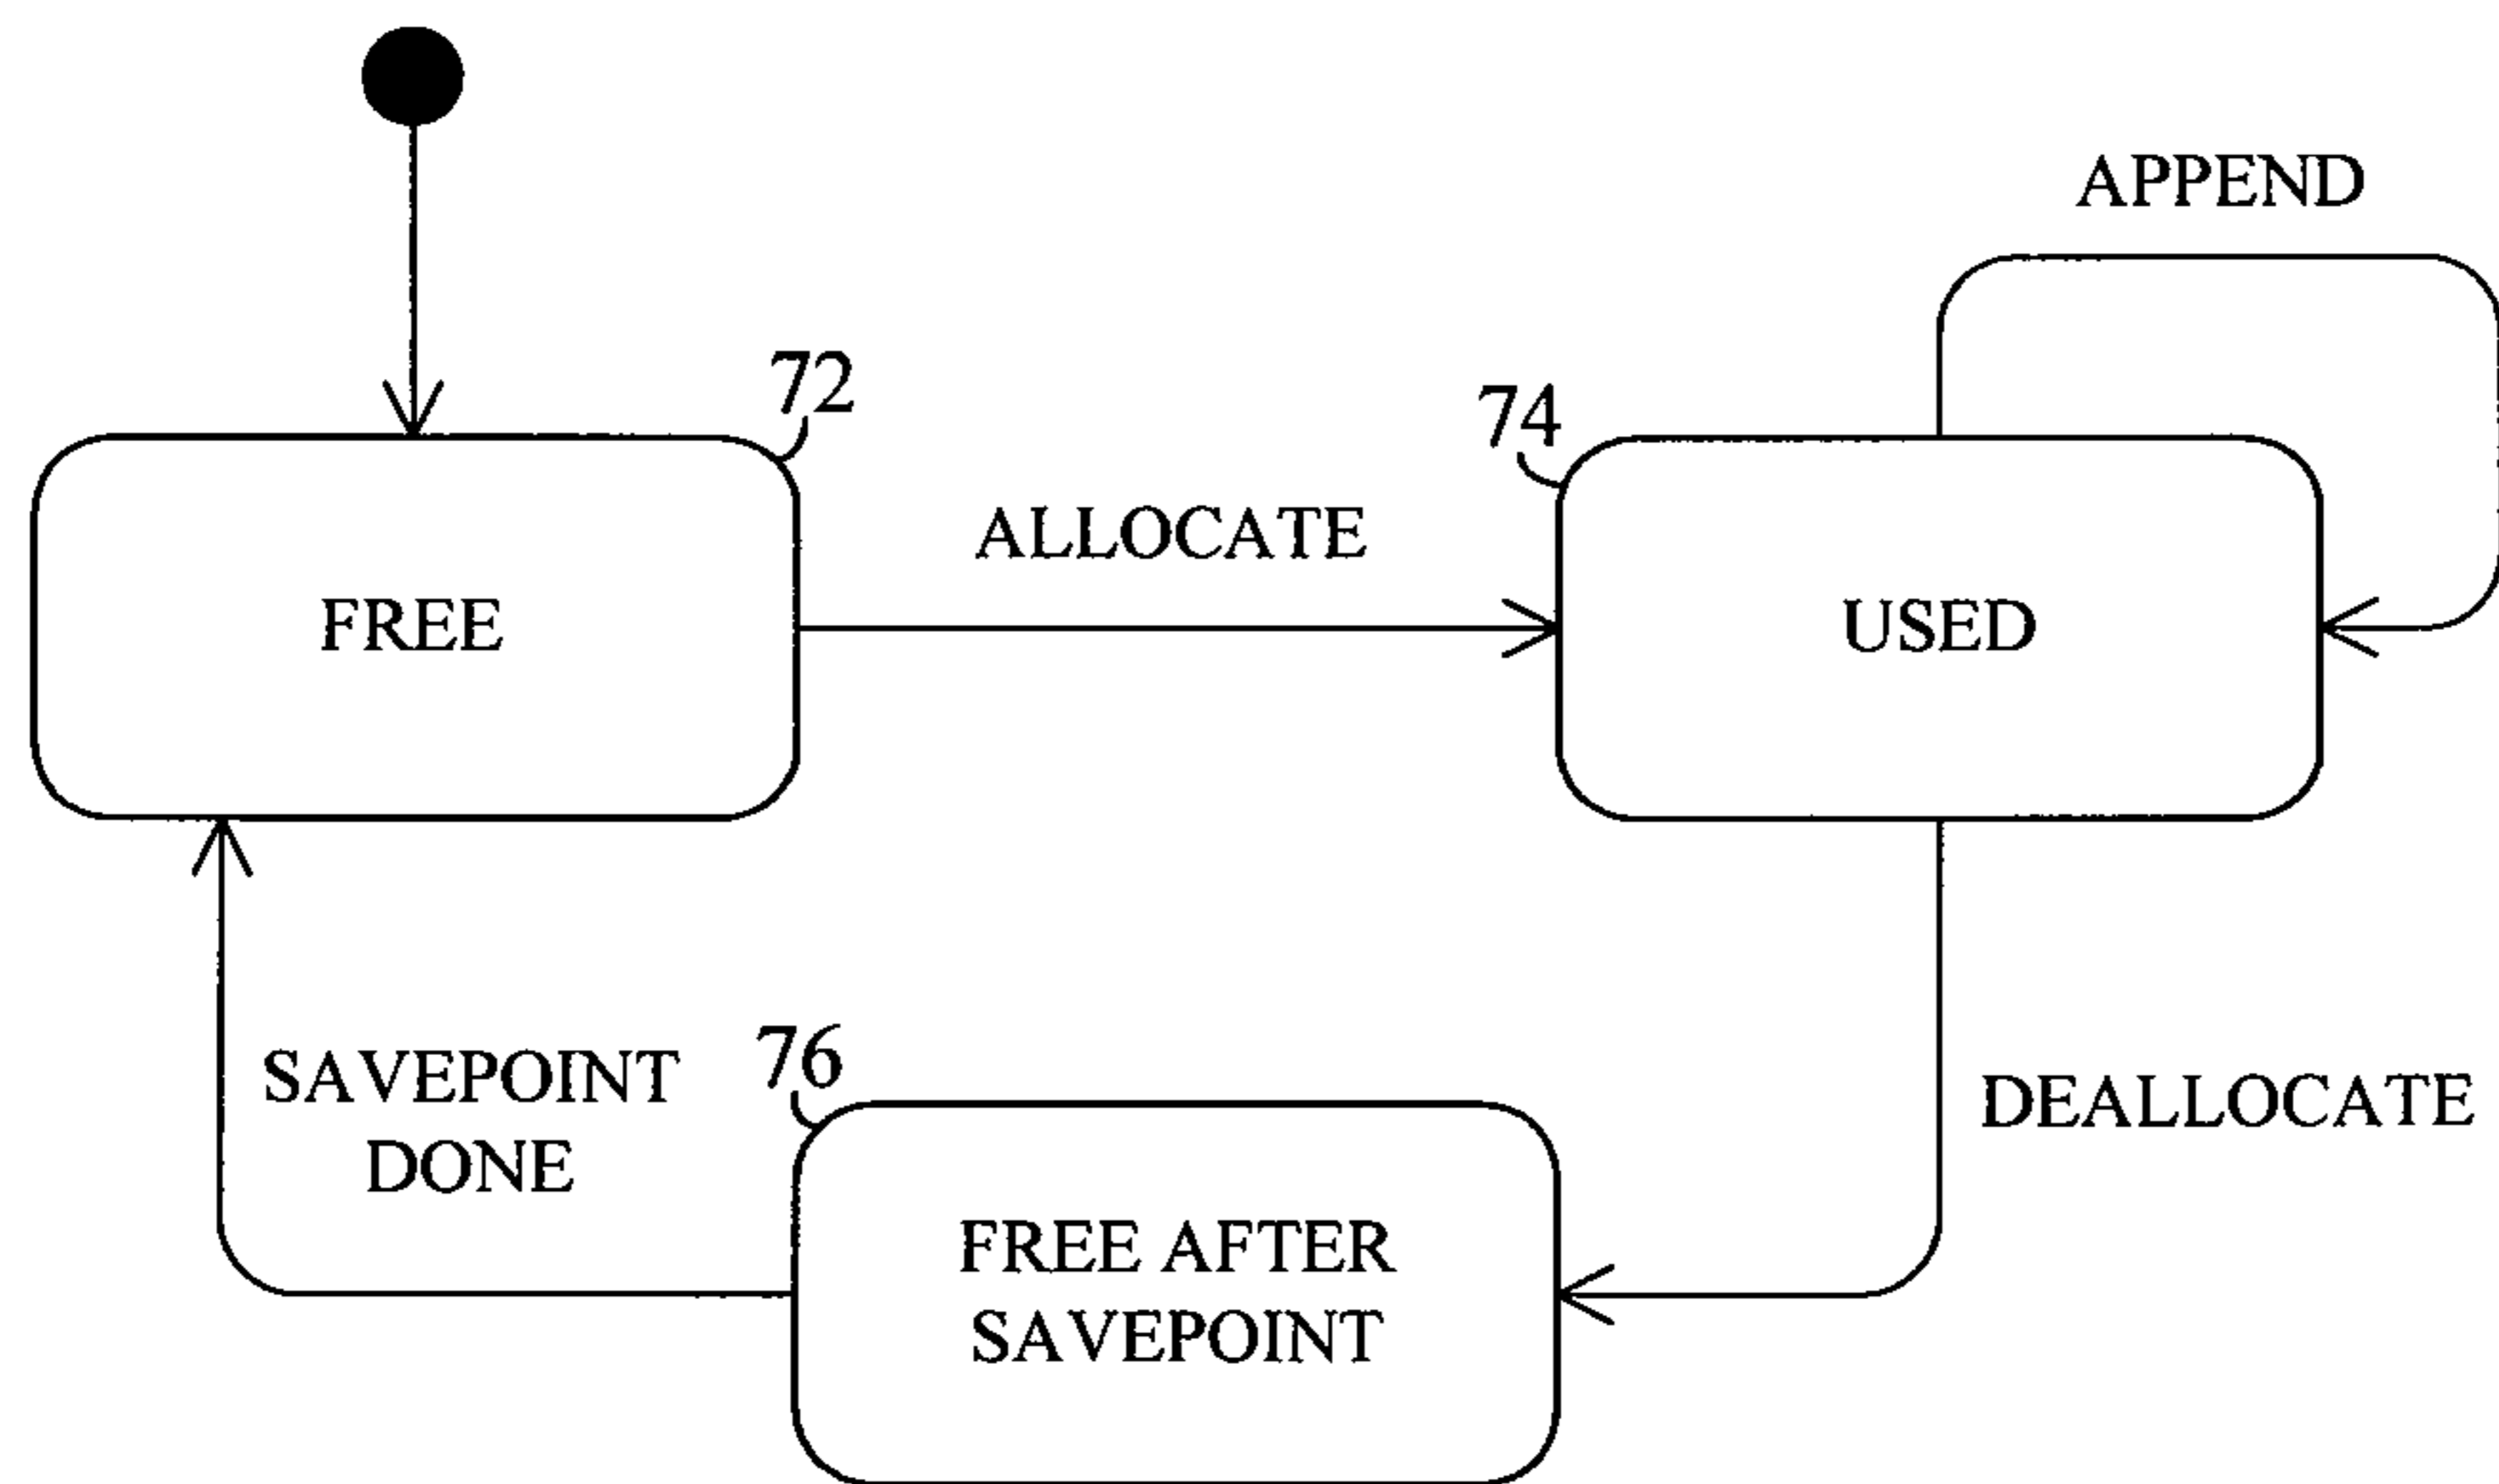 APPEND
72
74
ALLOCATE
FREE
USED
SAVEPOINT
DONE
76
DEALLOCATE
FREE AFTER
SAVEPOINT